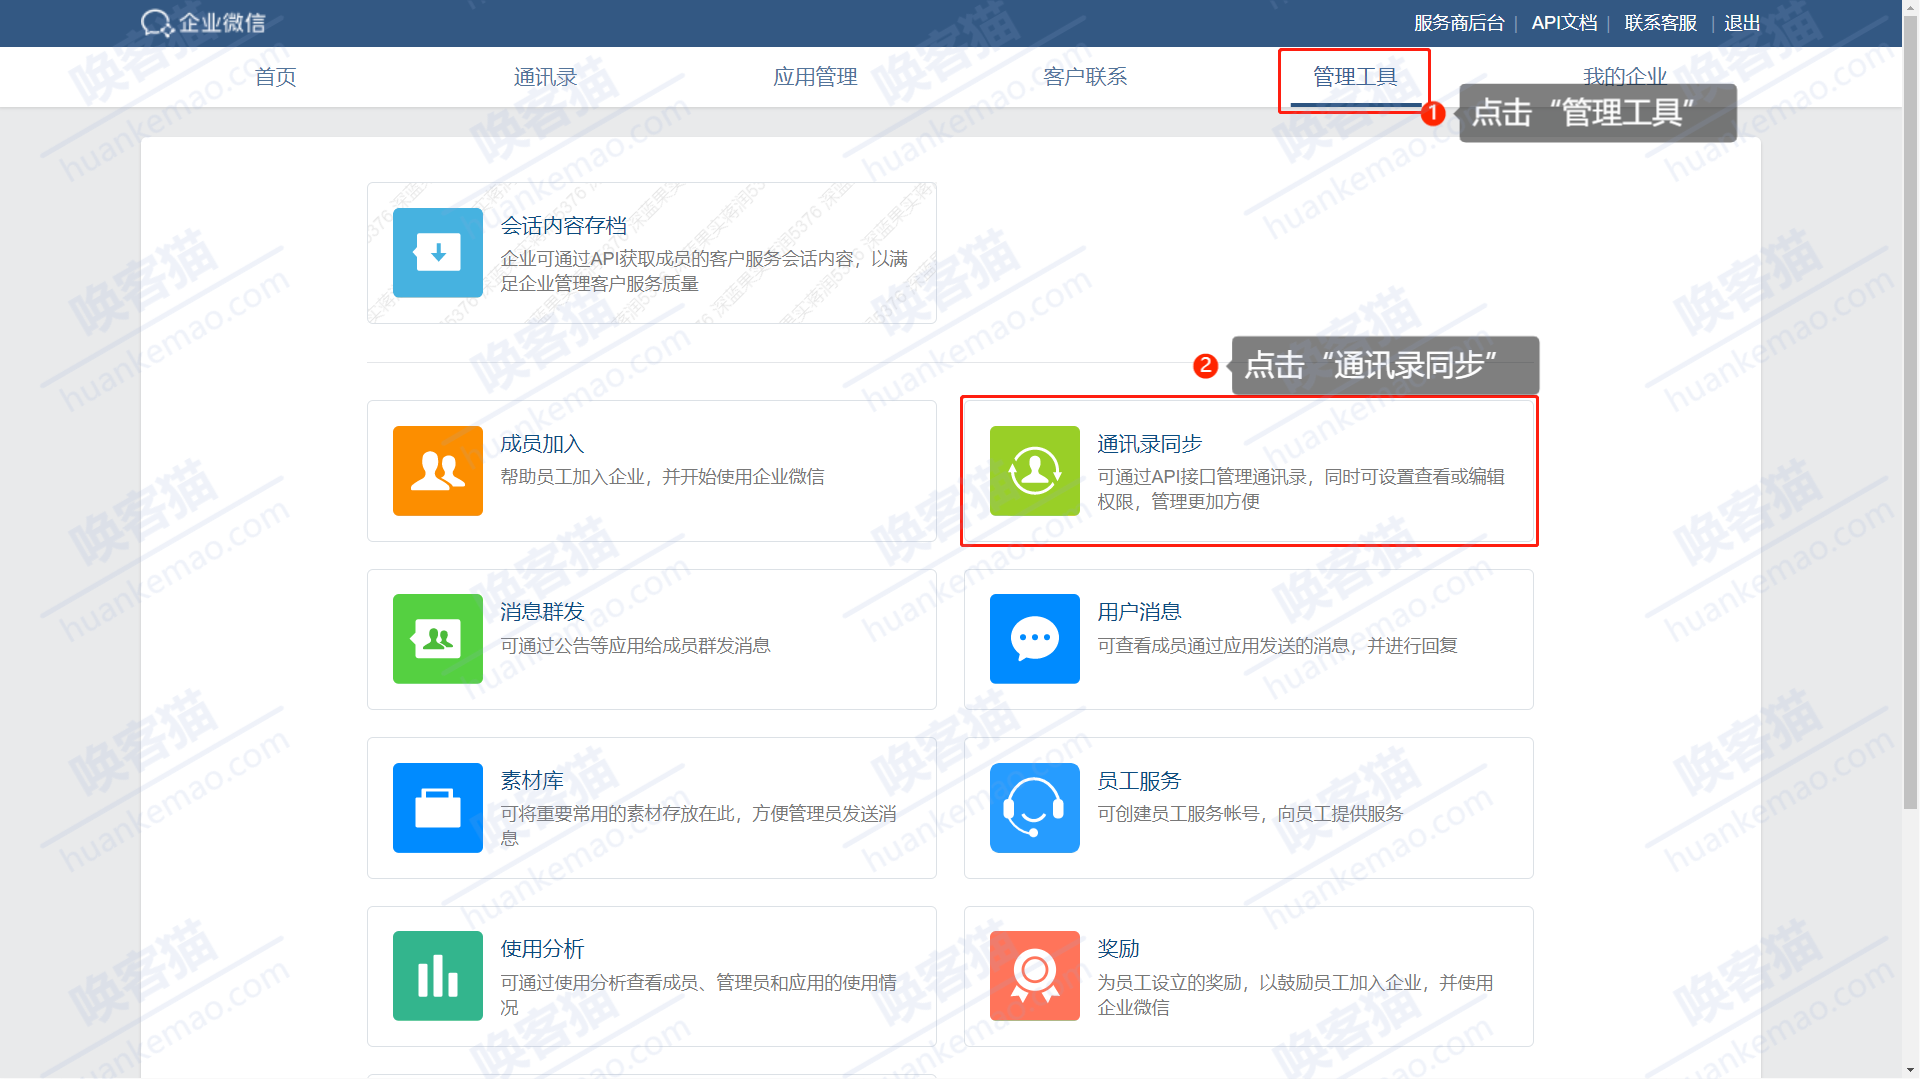 企业微信
服务商后台 | API文档 | 联系客服 | 退出
首页
通讯录
应用管理
客户联系
管理工具
我的企业
1
点击“管理工具”
会话内容存档
企业可通过API获取成员的客户服务会话内容，以满
足企业管理客户服务质量
2
点击“通讯录同步”
成员加入
帮助员工加入企业，并开始使用企业微信
通讯录同步
可通过API接口管理通讯录，同时可设置查看或编辑
权限，管理更加方便
消息群发
可通过公告等应用给成员群发消息
用户消息
可查看成员通过应用发送的消息，并进行回复
素材库
可将重要常用的素材存放在此，方便管理员发送消
息
员工服务
可创建员工服务帐号，向员工提供服务
使用分析
可通过使用分析查看成员、管理员和应用的使用情
况
奖励
为员工设立的奖励，以鼓励员工加入企业，并使用
企业微信
唤客猫
huankemao.com